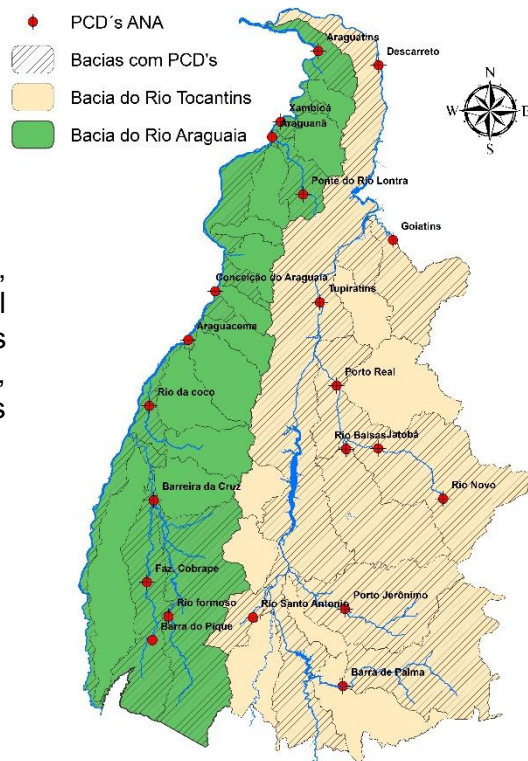 PCD´s ANA
Bacias com PCD's
Bacia do Rio Tocantins
Bacia do Rio Araguaia
N
W E
S
Araguatins
Descarreto
Xambioá
Araguanã
Ponte do Rio Lontra
Goiatins
Conceição do Araguaia
Tupiratins
Araguacema
Porto Real
Rio da coco
Rio Balsas
Jatobá
Rio Novo
Barreira da Cruz
Faz. Cobrape
Rio formoso
Rio Santo Antonio
Porto Jerônimo
Barra do Pique
Barra de Palma
,
l
s
,
s